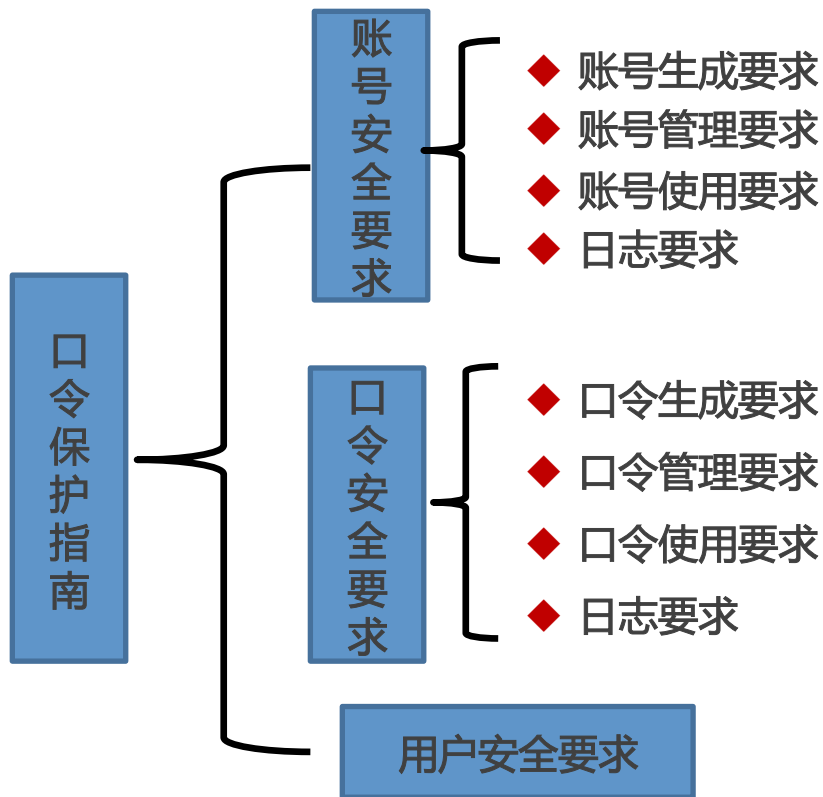 口令保护指南
账号安全要求
账号生成要求
账号管理要求
账号使用要求
日志要求
口令安全要求
口令生成要求
口令管理要求
口令使用要求
日志要求
用户安全要求